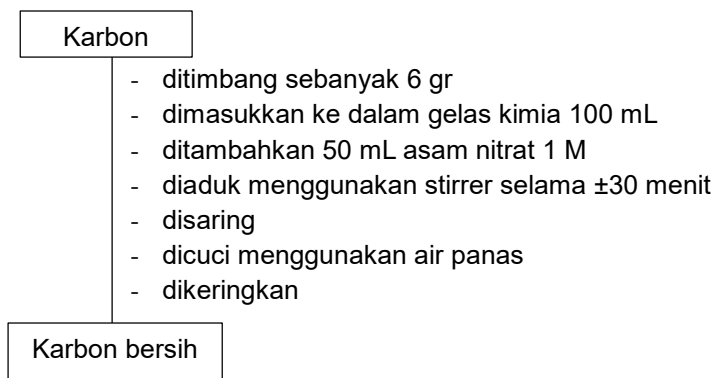 Karbon
- ditimbang sebanyak 6 gr
- dimasukkan ke dalam gelas kimia 100 mL
- ditambahkan 50 mL asam nitrat 1 M
- diaduk menggunakan stirrer selama ±30 menit
- disaring
- dicuci menggunakan air panas
- dikeringkan
Karbon bersih